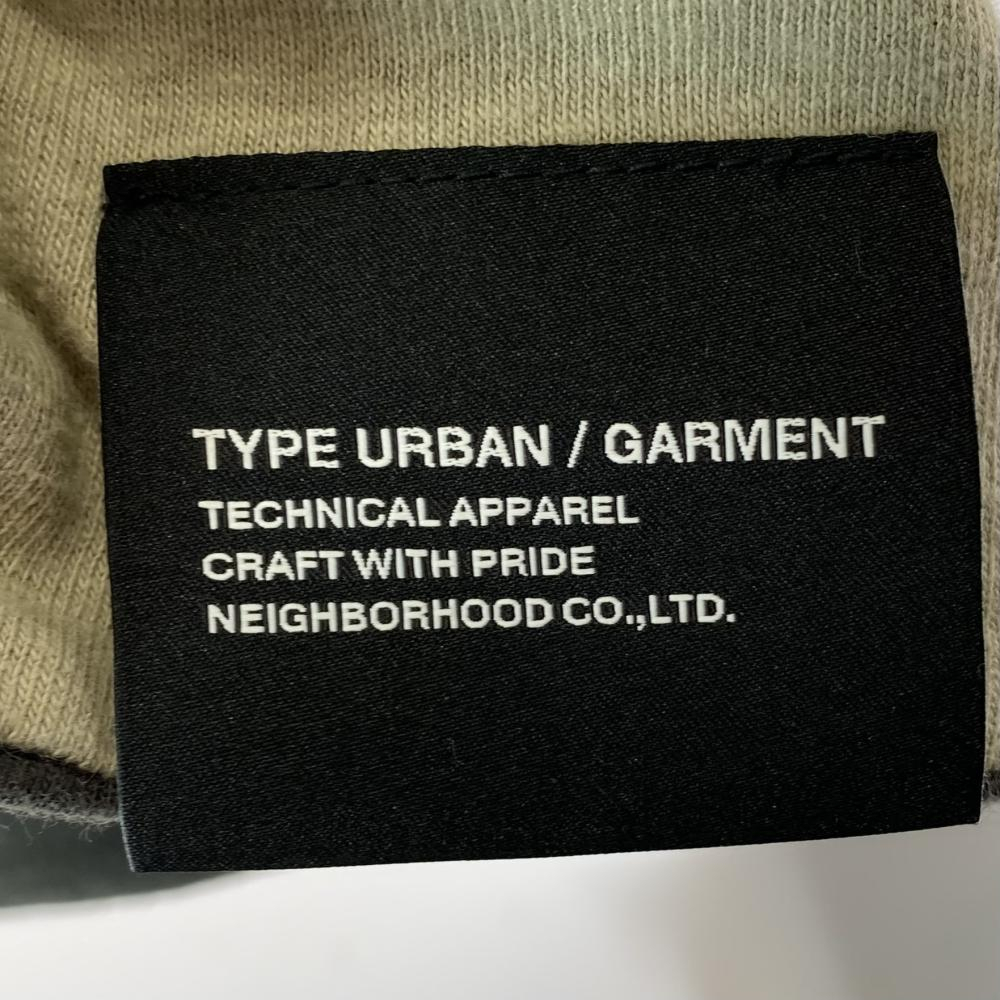 TYPE URBAN / GARMENT
TECHNICAL APPAREL
CRAFT WITH PRIDE
NEIGHBORHOOD CO.,LTD.